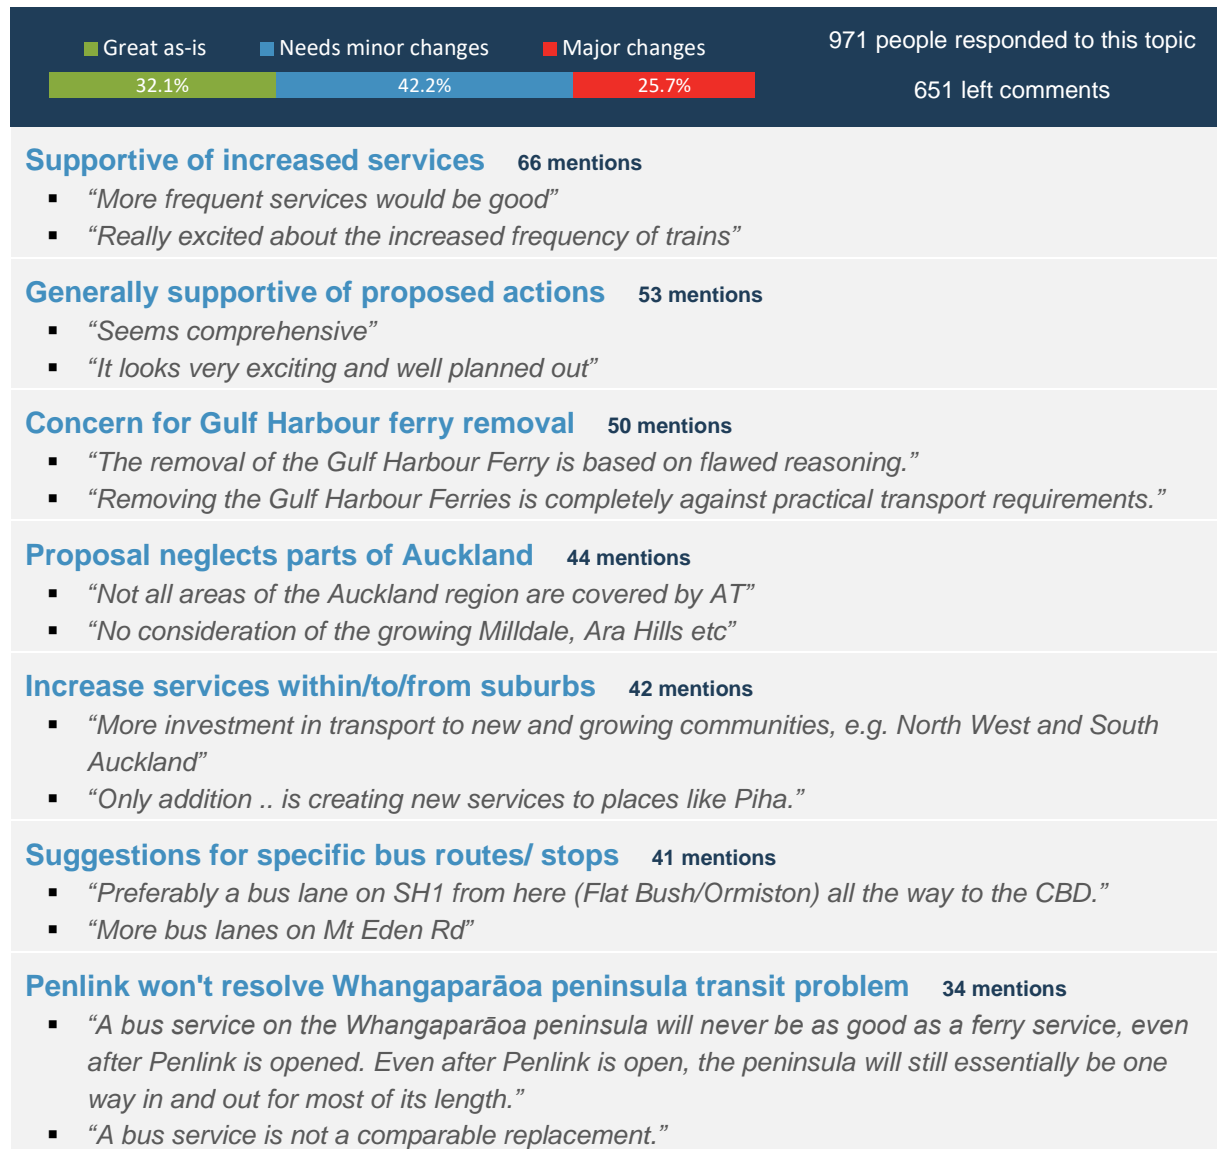 Great as-is
Needs minor changes
Major changes
32.1%
42.2%
25.7%
971 people responded to this topic
651 left comments
Supportive of increased services 66 mentions
▪ “More frequent services would be good”
▪ “Really excited about the increased frequency of trains”
Generally supportive of proposed actions 53 mentions
▪ “Seems comprehensive”
▪ “It looks very exciting and well planned out”
Concern for Gulf Harbour ferry removal 50 mentions
▪ “The removal of the Gulf Harbour Ferry is based on flawed reasoning.”
▪ “Removing the Gulf Harbour Ferries is completely against practical transport requirements.”
Proposal neglects parts of Auckland 44 mentions
▪ “Not all areas of the Auckland region are covered by AT”
▪ “No consideration of the growing Milldale, Ara Hills etc”
Increase services within/to/from suburbs 42 mentions
▪ “More investment in transport to new and growing communities, e.g. North West and South
Auckland”
▪ “Only addition .. is creating new services to places like Piha.”
Suggestions for specific bus routes/ stops 41 mentions
▪ “Preferably a bus lane on SH1 from here (Flat Bush/Ormiston) all the way to the CBD.”
▪ “More bus lanes on Mt Eden Rd”
Penlink won't resolve Whangaparāoa peninsula transit problem 34 mentions
▪ “A bus service on the Whangaparāoa peninsula will never be as good as a ferry service, even
after Penlink is opened. Even after Penlink is open, the peninsula will still essentially be one
way in and out for most of its length.”
▪ “A bus service is not a comparable replacement.”